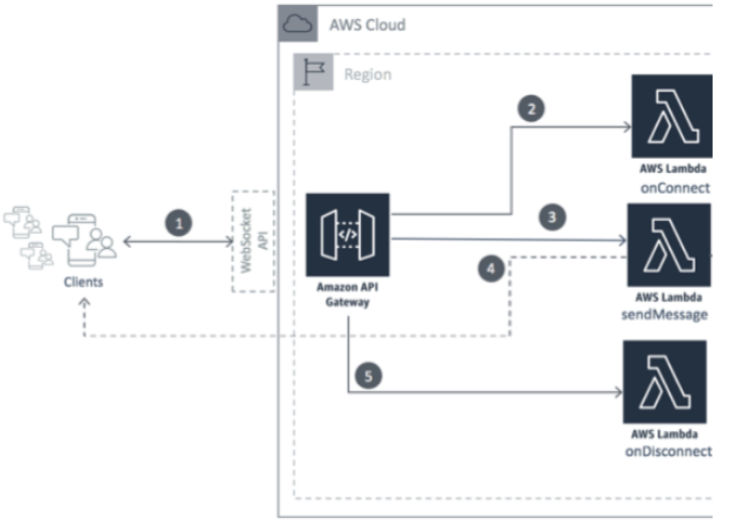 AWS Cloud
Region
2
AWS Lambda
onConnect
1
WebSocket
API
3
</>
Amazon API
Gateway
Clients
4
AWS Lambda
sendMessage
5
AWS Lambda
onDisconnect